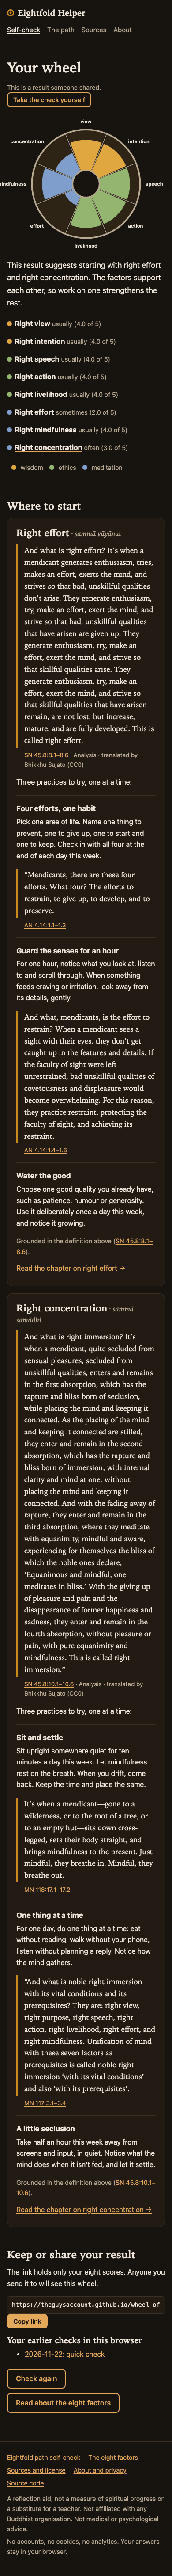 Eightfold Helper
Self-check The path Sources About
Your wheel
This is a result someone shared.
Take the check yourself
view
concentration
intention
mindfulness
speech
effort
action
livelihood
This result suggests starting with right effort
and right concentration. The factors support
each other, so work on one strengthens the
rest.
Right view usually (4.0 of 5)
Right intention usually (4.0 of 5)
Right speech usually (4.0 of 5)
Right action usually (4.0 of 5)
Right livelihood usually (4.0 of 5)
Right effort sometimes (2.0 of 5)
Right mindfulness usually (4.0 of 5)
Right concentration often (3.0 of 5)
wisdom ethics meditation
Where to start
Right effort · sammā vāyāma
And what is right effort? It’s when a
mendicant generates enthusiasm, tries,
makes an effort, exerts the mind, and
strives so that bad, unskillful qualities
don’t arise. They generate enthusiasm,
try, make an effort, exert the mind, and
strive so that bad, unskillful qualities
that have arisen are given up. They
generate enthusiasm, try, make an
effort, exert the mind, and strive so
that skillful qualities arise. They
generate enthusiasm, try, make an
effort, exert the mind, and strive so
that skillful qualities that have arisen
remain, are not lost, but increase,
mature, and are fully developed. This is
called right effort.
SN 45.8:8.1–8.6 · Analysis · translated by
Bhikkhu Sujato (CC0)
Three practices to try, one at a time:
Four efforts, one habit
Pick one area of life. Name one thing to
prevent, one to give up, one to start and
one to keep. Check in with all four at the
end of each day this week.
“Mendicants, there are these four
efforts. What four? The efforts to
restrain, to give up, to develop, and to
preserve.
AN 4.14:1.1–1.3
Guard the senses for an hour
For one hour, notice what you look at, listen
to and scroll through. When something
feeds craving or irritation, look away from
its details, gently.
And what, mendicants, is the effort to
restrain? When a mendicant sees a
sight with their eyes, they don’t get
caught up in the features and details. If
the faculty of sight were left
unrestrained, bad unskillful qualities of
covetousness and displeasure would
become overwhelming. For this reason,
they practice restraint, protecting the
faculty of sight, and achieving its
restraint.
AN 4.14:1.4–1.6
Water the good
Choose one good quality you already have,
such as patience, humour or generosity.
Use it deliberately once a day this week,
and notice it growing.
Grounded in the definition above (SN 45.8:8.1–
8.6).
Read the chapter on right effort →
Right concentration · sammā
samādhi
And what is right immersion? It’s
when a mendicant, quite secluded from
sensual pleasures, secluded from
unskillful qualities, enters and remains
in the first absorption, which has the
rapture and bliss born of seclusion,
while placing the mind and keeping it
connected. As the placing of the mind
and keeping it connected are stilled,
they enter and remain in the second
absorption, which has the rapture and
bliss born of immersion, with internal
clarity and mind at one, without
placing the mind and keeping it
connected. And with the fading away of
rapture, they enter and remain in the
third absorption, where they meditate
with equanimity, mindful and aware,
experiencing for themselves the bliss of
which the noble ones declare,
‘Equanimous and mindful, one
meditates in bliss.’ With the giving up
of pleasure and pain and the
disappearance of former happiness and
sadness, they enter and remain in the
fourth absorption, without pleasure or
pain, with pure equanimity and
mindfulness. This is called right
immersion.”
SN 45.8:10.1–10.6 · Analysis · translated by
Bhikkhu Sujato (CC0)
Three practices to try, one at a time:
Sit and settle
Sit upright somewhere quiet for ten
minutes a day this week. Let mindfulness
rest on the breath. When you drift, come
back. Keep the time and place the same.
It’s when a mendicant—gone to a
wilderness, or to the root of a tree, or
to an empty hut—sits down cross-
legged, sets their body straight, and
brings mindfulness to the present. Just
mindful, they breathe in. Mindful, they
breathe out.
MN 118:17.1–17.2
One thing at a time
For one day, do one thing at a time: eat
without reading, walk without your phone,
listen without planning a reply. Notice how
the mind gathers.
“And what is noble right immersion
with its vital conditions and its
prerequisites? They are: right view,
right purpose, right speech, right
action, right livelihood, right effort, and
right mindfulness. Unification of mind
with these seven factors as
prerequisites is called noble right
immersion ‘with its vital conditions’
and also ‘with its prerequisites’.
MN 117:3.1–3.4
A little seclusion
Take half an hour this week away from
screens and input, in quiet. Notice what the
mind does when it isn’t fed, and let it settle.
Grounded in the definition above (SN 45.8:10.1–
10.6).
Read the chapter on right concentration →
Keep or share your result
The link holds only your eight scores. Anyone you
send it to will see this wheel.
https://theguysaccount.github.io/wheel-of
Copy link
Your earlier checks in this browser
2026-11-22: quick check
Check again
Read about the eight factors
Eightfold path self-check The eight factors
Sources and license About and privacy
Source code
A reflection aid, not a measure of spiritual progress or
a substitute for a teacher. Not affiliated with any
Buddhist organisation. Not medical or psychological
advice.
No accounts, no cookies, no analytics. Your answers
stay in your browser.